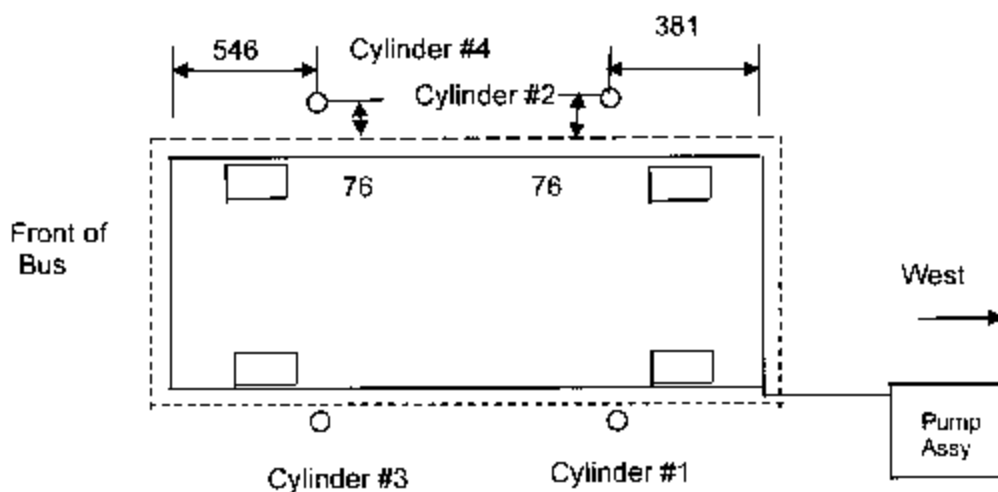 546
Cylinder #4
381
Cylinder #2
76
76
Front of
Bus
West
Pump
Assy
Cylinder #3
Cylinder #1